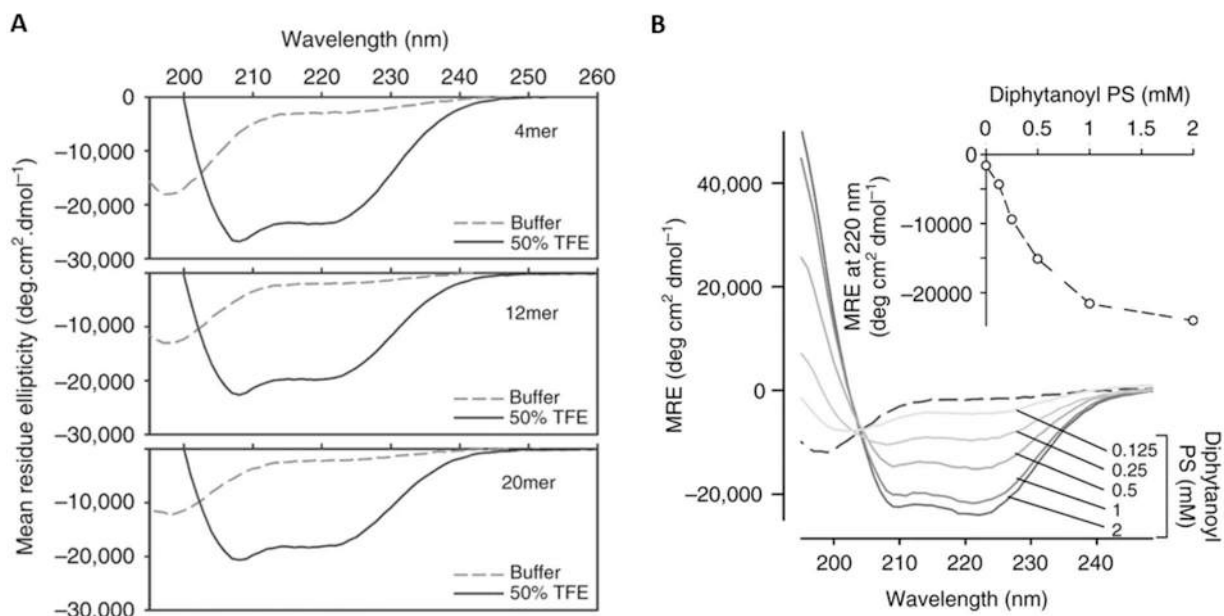 A
Wavelength (nm)
200 210 220 230 240 250 260
Mean residue ellipticity (deg.cm².dmol⁻¹)
0
−10,000
−20,000
−30,000
4mer
Buffer
50% TFE
0
−10,000
−20,000
−30,000
12mer
Buffer
50% TFE
0
−10,000
−20,000
−30,000
20mer
Buffer
50% TFE
B
Diphytanoyl PS (mM)
0 0.5 1 2
MRE at 220 nm
(deg cm² dmol⁻¹)
0
−10000
−20000
MRE (deg cm² dmol⁻¹)
40,000
20,000
0
−20,000
0.125
0.25
0.5
1
2
Diphytanoyl
PS (mM)
200 210 220 230 240
Wavelength (nm)